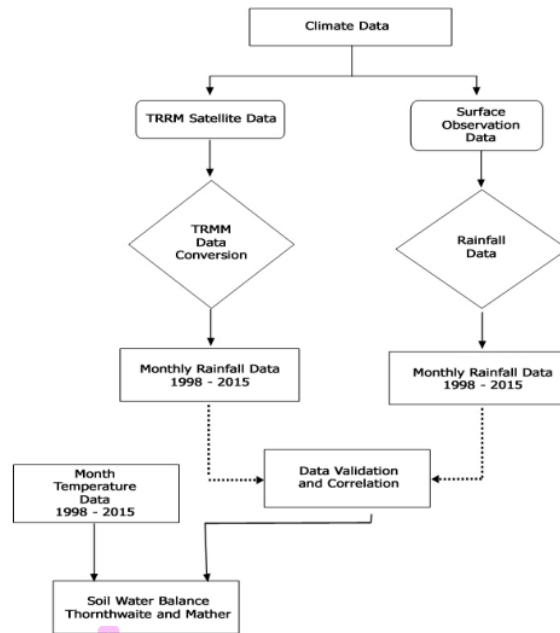 Climate Data
TRRM Satellite Data
Surface
Observation
Data
TRMM
Data
Conversion
Rainfall
Data
Monthly Rainfall Data
1998 - 2015
Monthly Rainfall Data
1998 - 2015
Month
Temperature
Data
1998 - 2015
Data Validation
and Correlation
Soil Water Balance
Thornthwaite and Mather